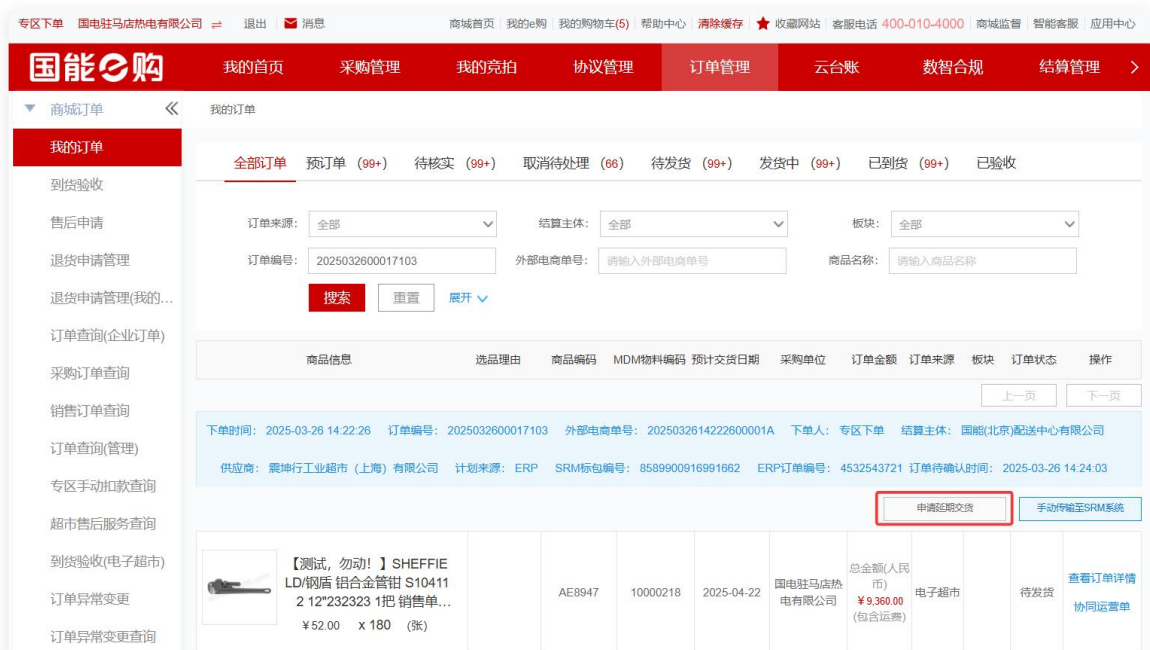 专区下单 国电驻马店热电有限公司 退出 消息 商城首页 我的e购 我的购物车(5) 帮助中心 清除缓存 收藏网站 客服电话 400-010-4000 商城监督 智能客服 应用中心
国能e购 我的首页 采购管理 我的竞拍 协议管理 订单管理 云台账 数智合规 结算管理
商城订单
我的订单
我的订单
到货验收
售后申请
退货申请管理
退货申请管理(我的...
订单查询(企业订单)
采购订单查询
销售订单查询
订单查询(管理)
专区手动扣款查询
超市售后服务查询
到货验收(电子超市)
订单异常变更
订单异常变更查询
全部订单 预订单 (99+) 待核实 (99+) 取消待处理 (66) 待发货 (99+) 发货中 (99+) 已到货 (99+) 已验收
订单来源: 全部 结算主体: 全部 板块: 全部
订单编号: 2025032600017103 外部电商单号: 请输入外部电商单号 商品名称: 请输入商品名称
搜索 重置 展开
商品信息 选品理由 商品编码 MDM物料编码 预计交货日期 采购单位 订单金额 订单来源 板块 订单状态 操作
上一页 下一页
下单时间: 2025-03-26 14:22:26 订单编号: 2025032600017103 外部电商单号: 20250326142226000​01A 下单人: 专区下单 结算主体: 国能(北京)配送中心有限公司
供应商: 震坤行工业超市（上海）有限公司 计划来源: ERP SRM标包编号: 8589900916991662 ERP订单编号: 4532543721 订单待确认时间: 2025-03-26 14:24:03
申请延期交货 手动传输至SRM系统
【测试，勿动！】SHEFFIE
LD/钢盾 铝合金管钳 S10411
2 12"232323 1把 销售单...
¥52.00 x 180 (张)
AE8947 10000218 2025-04-22
国电驻马店热
电有限公司
总金额(人民
币)
¥9,360.00
(包含运费)
电子超市
待发货
查看订单详情
协同运营单